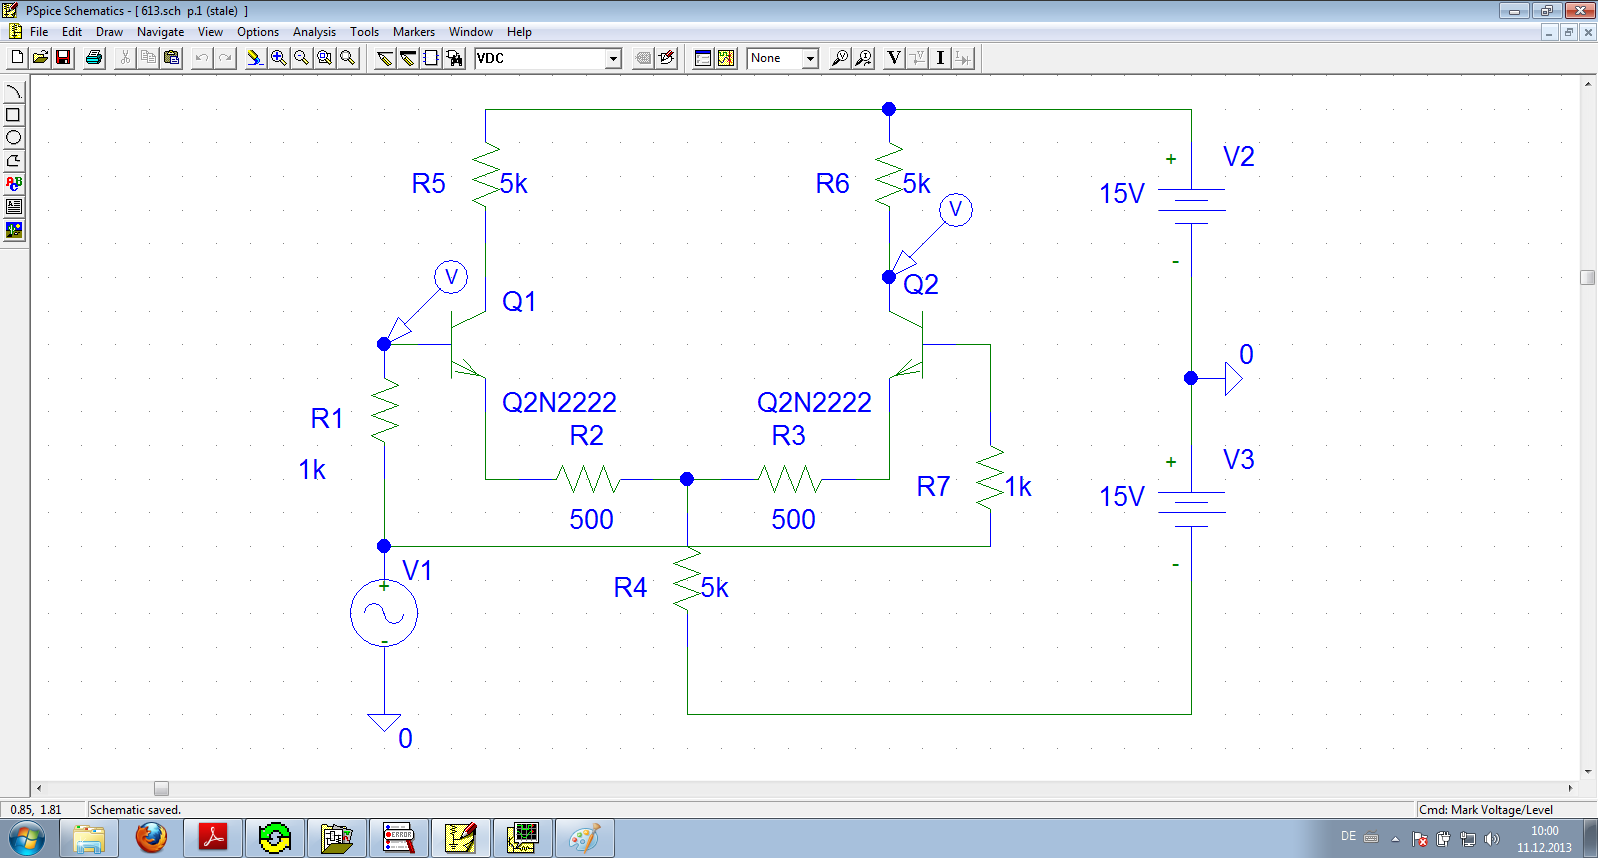 PSpice Schematics - [ 613.sch  p.1 (stale)  ]
File Edit Draw Navigate View Options Analysis Tools Markers Window Help
VDC None V I
ABC
R5 5k
R6 5k
V
V2
15V
+
-
V
Q1
Q2
0
R1
1k
Q2N2222
Q2N2222
R2
R3
500
500
R7 1k
V3
15V
+
-
V1
+
-
R4 5k
0
0.85, 1.81 Schematic saved. Cmd: Mark Voltage/Level
ERROR
DE
10:00
11.12.2013